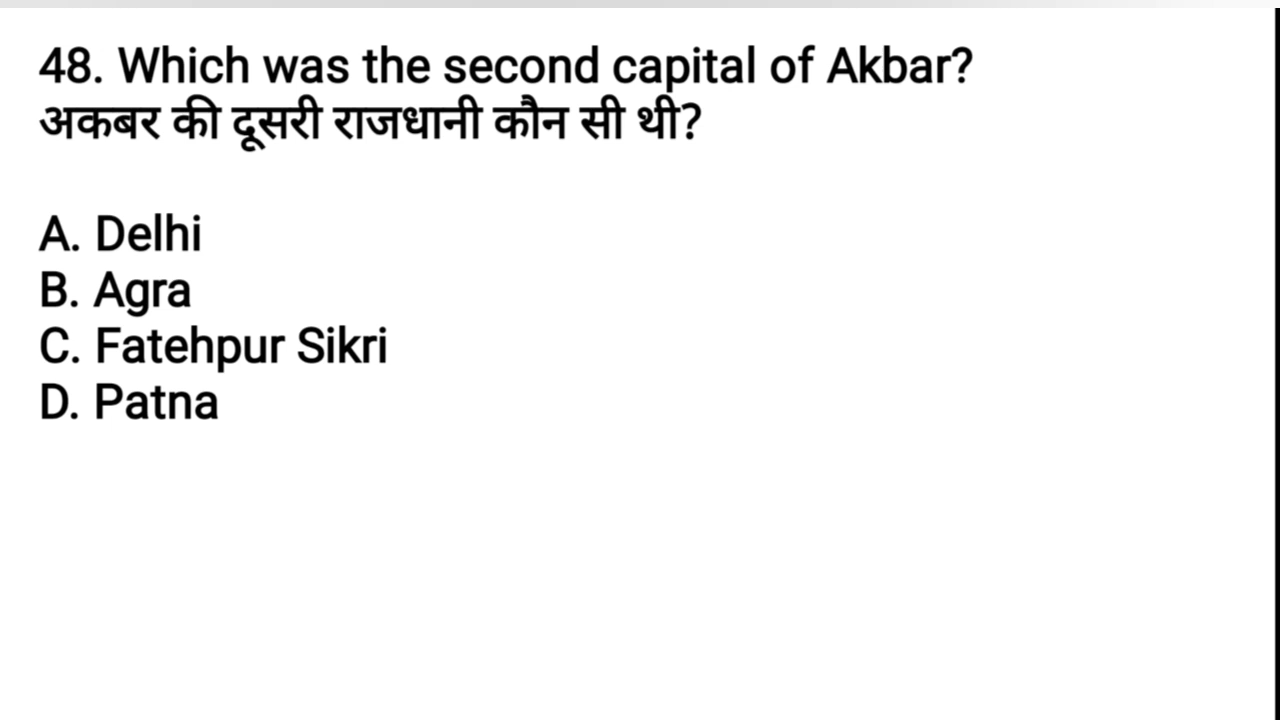 48. Which was the second capital of Akbar?
अकबर की दूसरी राजधानी कौन सी थी?
A. Delhi
B. Agra
C. Fatehpur Sikri
D. Patna